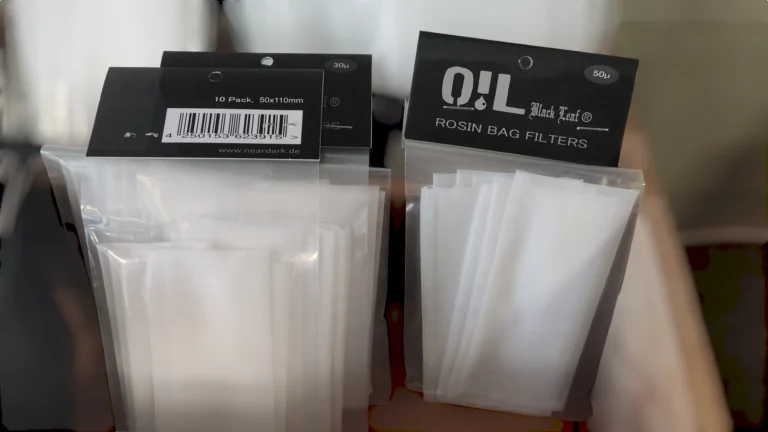 30µ
10 Pack, 50x110mm
4 250153 623915 >
www.neardark.de
50µ
OIL Black Leaf®
ROSIN BAG FILTERS